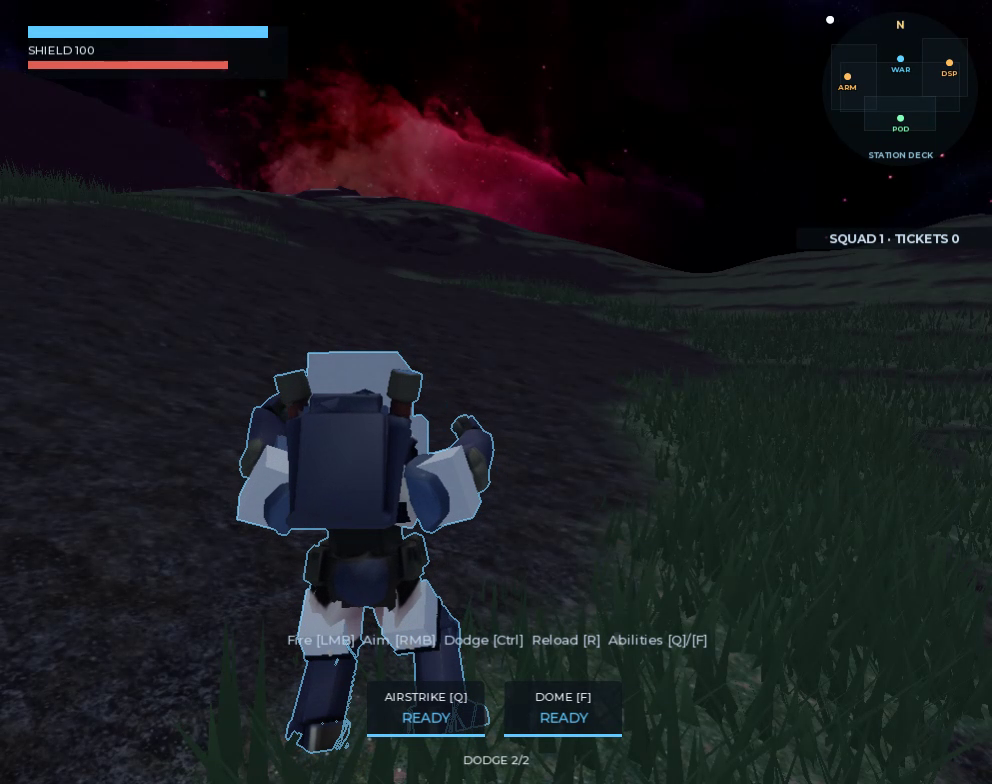 SHIELD 100
N
WAR
DSP
ARM
POD
STATION DECK
SQUAD 1 · TICKETS 0
Fire [LMB] Aim [RMB] Dodge [Ctrl] Reload [R] Abilities [Q]/[F]
AIRSTRIKE [Q]
READY
DOME [F]
READY
DODGE 2/2